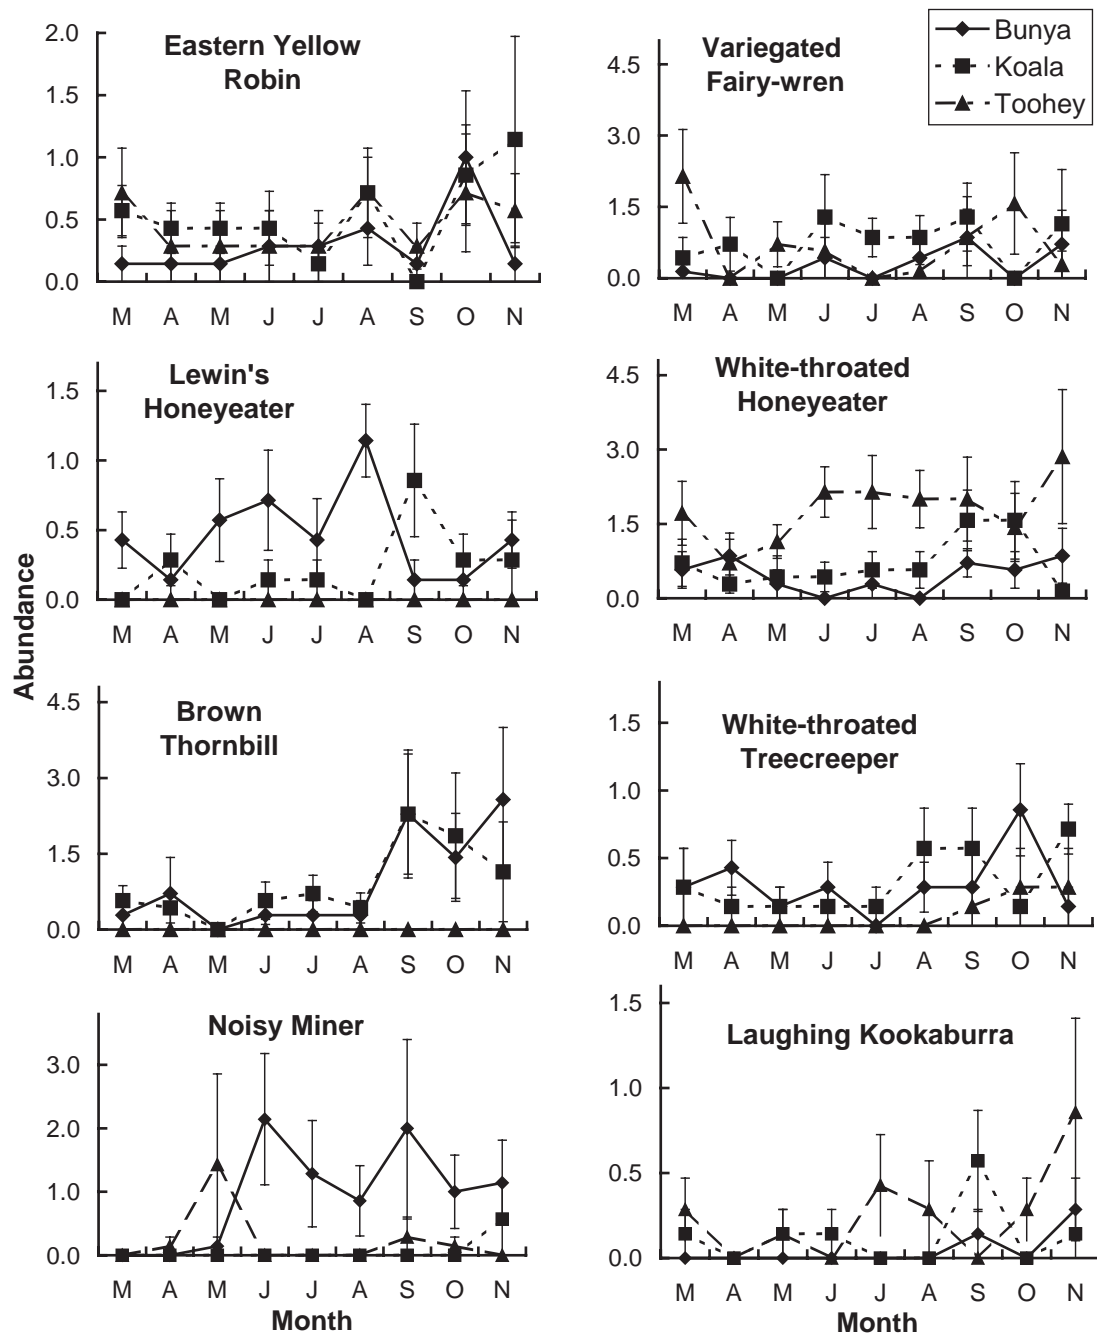 Eastern Yellow
Robin
2.0
1.5
1.0
0.5
0.0
M A M J J A S O N
Variegated
Fairy-wren
4.5
3.0
1.5
0
M A M J J A S O N
Bunya
Koala
Toohey
Lewin's
Honeyeater
1.5
1.0
0.5
0.0
M A M J J A S O N
White-throated
Honeyeater
4.5
3.0
1.5
0.0
M A M J J A S O N
Abundance
Brown
Thornbill
4.5
3.0
1.5
0.0
M A M J J A S O N
White-throated
Treecreeper
1.5
1.0
0.5
0.0
M A M J J A S O N
Noisy Miner
3.0
2.0
1.0
0.0
M A M J J A S O N
Month
Laughing Kookaburra
1.5
1.0
0.5
0.0
M A M J J A S O N
Month